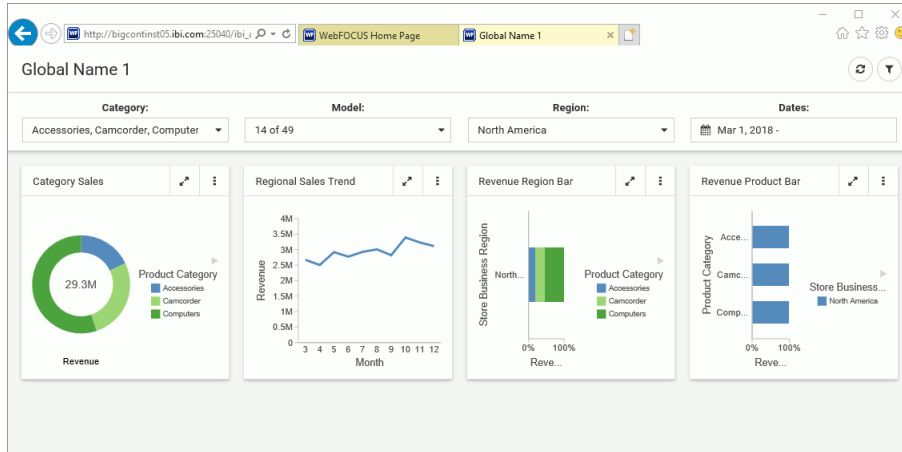 http://bigcontinst05.ibi.com:25040/ibi_a
WebFOCUS Home Page
Global Name 1
Global Name 1
Category:
Model:
Region:
Dates:
Accessories, Camcorder, Computer
14 of 49
North America
Mar 1, 2018 -
Category Sales
29.3M
Product Category
Accessories
Camcorder
Computers
Revenue
Regional Sales Trend
4M
3.5M
3M
2.5M
2M
1.5M
1M
0.5M
0
Revenue
3 4 5 6 7 8 9 10 11 12
Month
Revenue Region Bar
Store Business Region
North...
0% 100%
Reve...
Product Category
Accessories
Camcorder
Computers
Revenue Product Bar
Product Category
Acce...
Camc...
Comp...
0% 100%
Reve...
Store Business...
North America